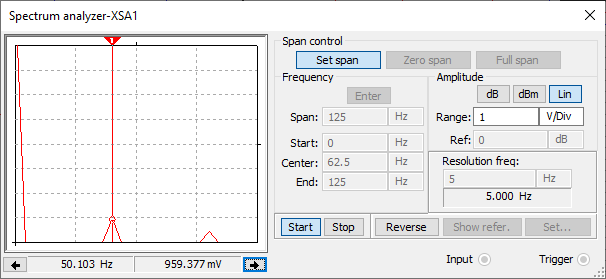 Spectrum analyzer-XSA1
1
50.103 Hz
959.377 mV
Span control
Set span
Zero span
Full span
Frequency
Enter
Span: 125 Hz
Start: 0 Hz
Center: 62.5 Hz
End: 125 Hz
Amplitude
dB dBm Lin
Range: 1 V/Div
Ref: 0 dB
Resolution freq:
5 Hz
5.000 Hz
Start Stop Reverse Show refer. Set...
Input Trigger